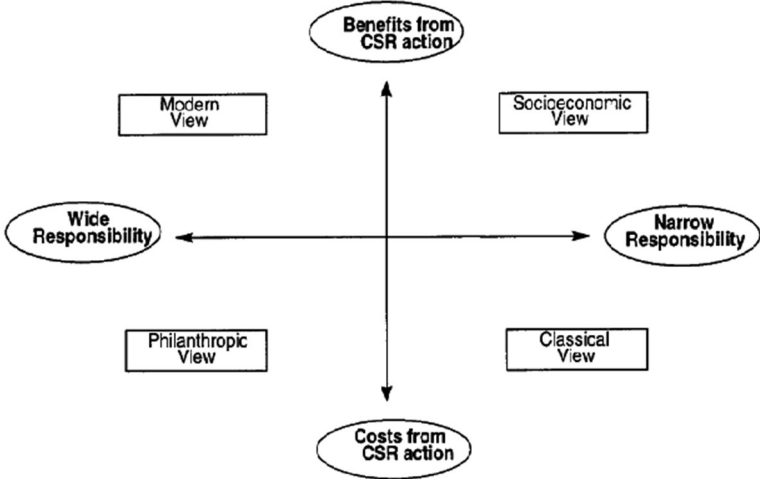 Benefits from
CSR action
Modern
View
Socioeconomic
View
Wide
Responsibility
Narrow
Responsibility
Philanthropic
View
Classical
View
Costs from
CSR action